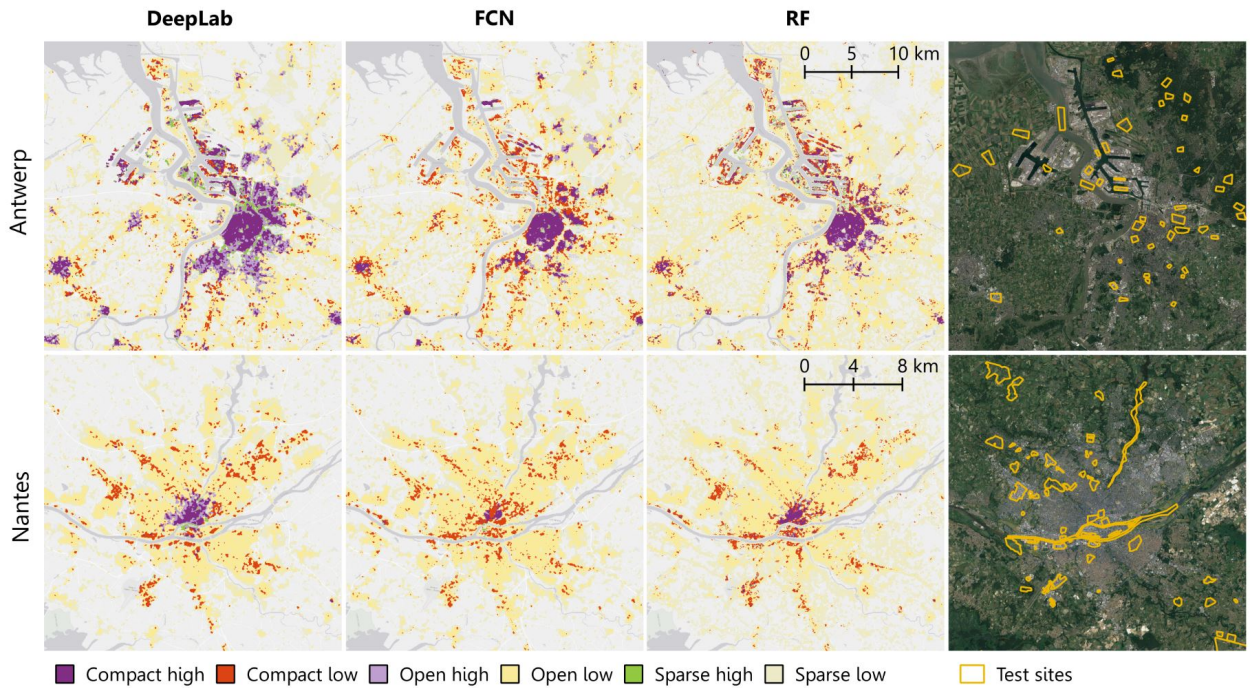 DeepLab FCN RF
0 5 10 km
Antwerp
0 4 8 km
Nantes
Compact high Compact low Open high Open low Sparse high Sparse low Test sites